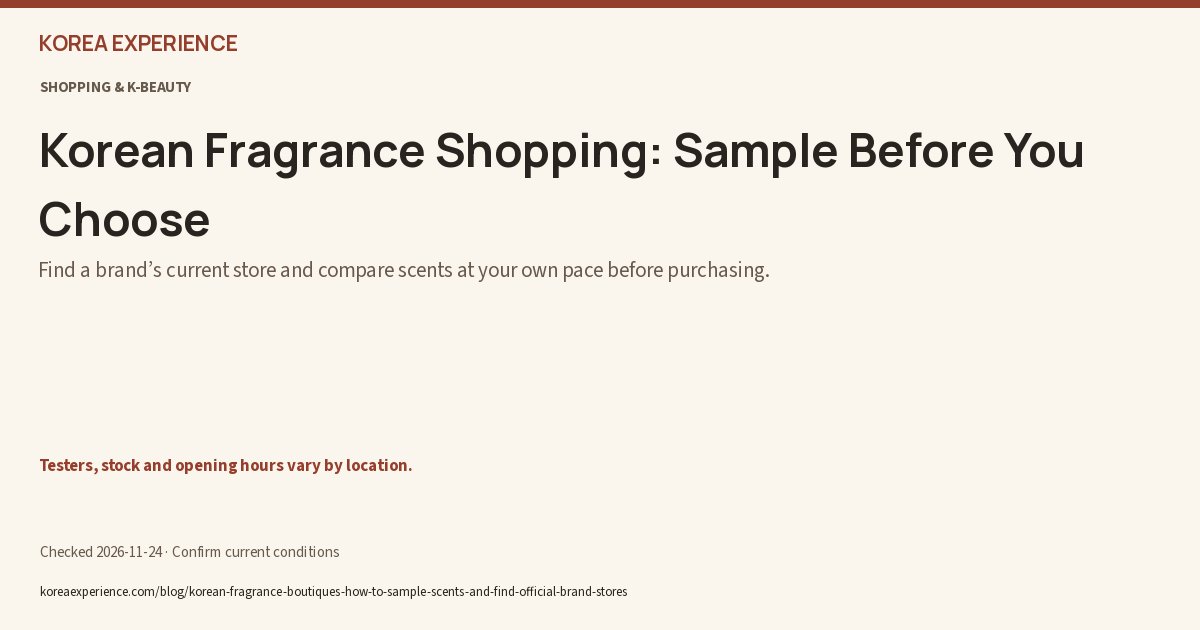 KOREA EXPERIENCE
SHOPPING & K-BEAUTY
Korean Fragrance Shopping: Sample Before You
Choose
Find a brand’s current store and compare scents at your own pace before purchasing.
Testers, stock and opening hours vary by location.
Checked 2026-11-24 · Confirm current conditions
koreaexperience.com/blog/korean-fragrance-boutiques-how-to-sample-scents-and-find-official-brand-stores